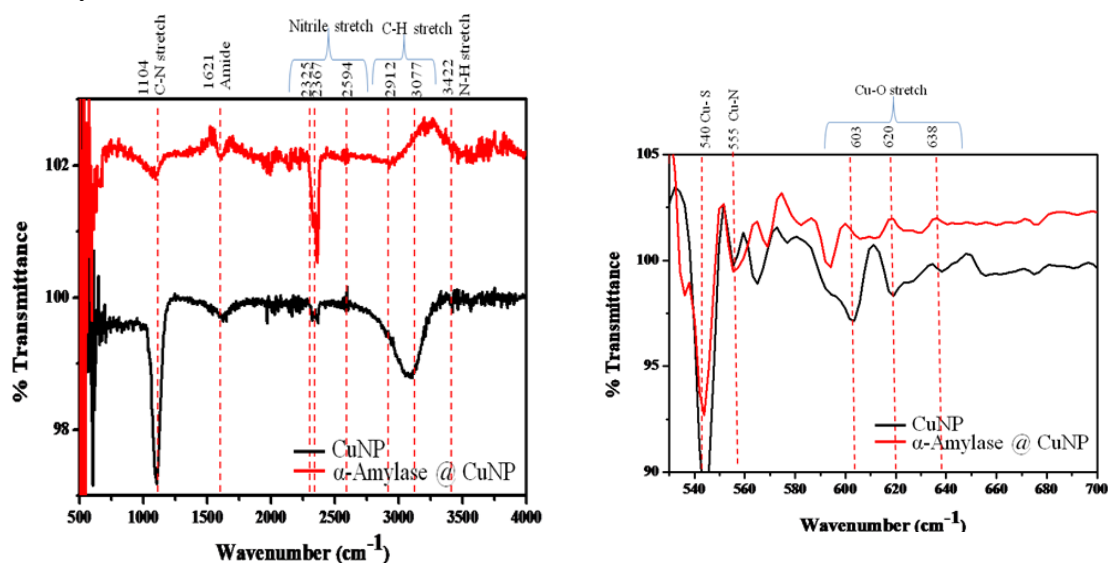 Nitrile stretch
C-H stretch
1104
C-N stretch
1621
Amide
2325
2367
2594
2912
3077
3422
N-H stretch
103
102
101
100
99
98
% Transmittance
CuNP
α-Amylase @ CuNP
500 1000 1500 2000 2500 3000 3500 4000
Wavenumber (cm-1)
Cu-O stretch
540 Cu-S
555 Cu-N
603
620
638
105
100
95
90
% Transmittance
CuNP
α-Amylase @ CuNP
540 560 580 600 620 640 660 680 700
Wavenumber (cm-1)